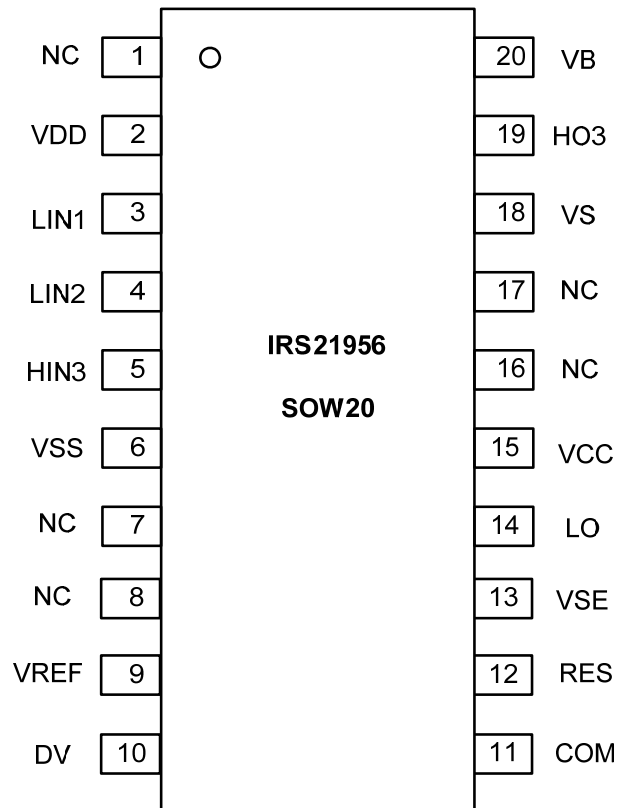 NC 1 20 VB
VDD 2 19 HO3
LIN1 3 18 VS
LIN2 4 17 NC
IRS21956
HIN3 5 16 NC
SOW20
VSS 6 15 VCC
NC 7 14 LO
NC 8 13 VSE
VREF 9 12 RES
DV 10 11 COM